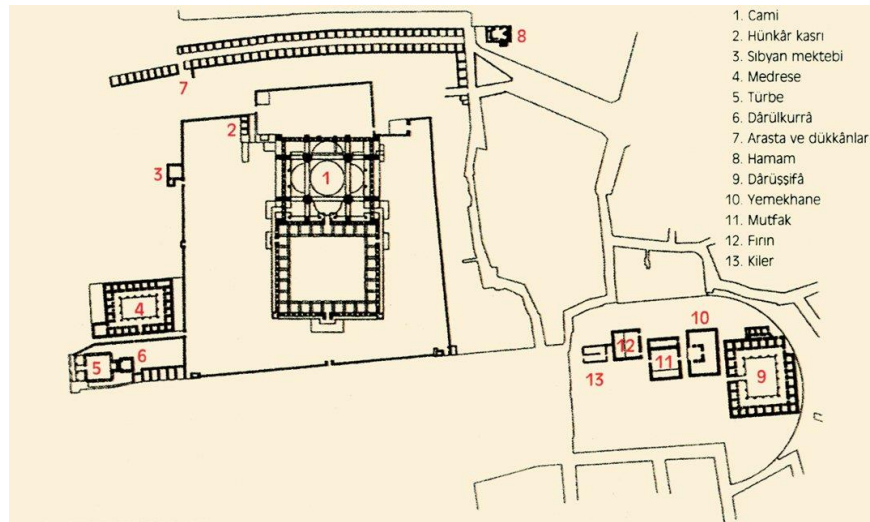 1. Cami
2. Hünkâr kasrı
3. Sıbyan mektebi
4. Medrese
5. Türbe
6. Dârülkurrâ
7. Arasta ve dükkânlar
8. Hamam
9. Dârüşşifâ
10. Yemekhane
11. Mutfak
12. Fırın
13. Kiler
8
7
2
1
3
4
6
5
10
12
11
13
9